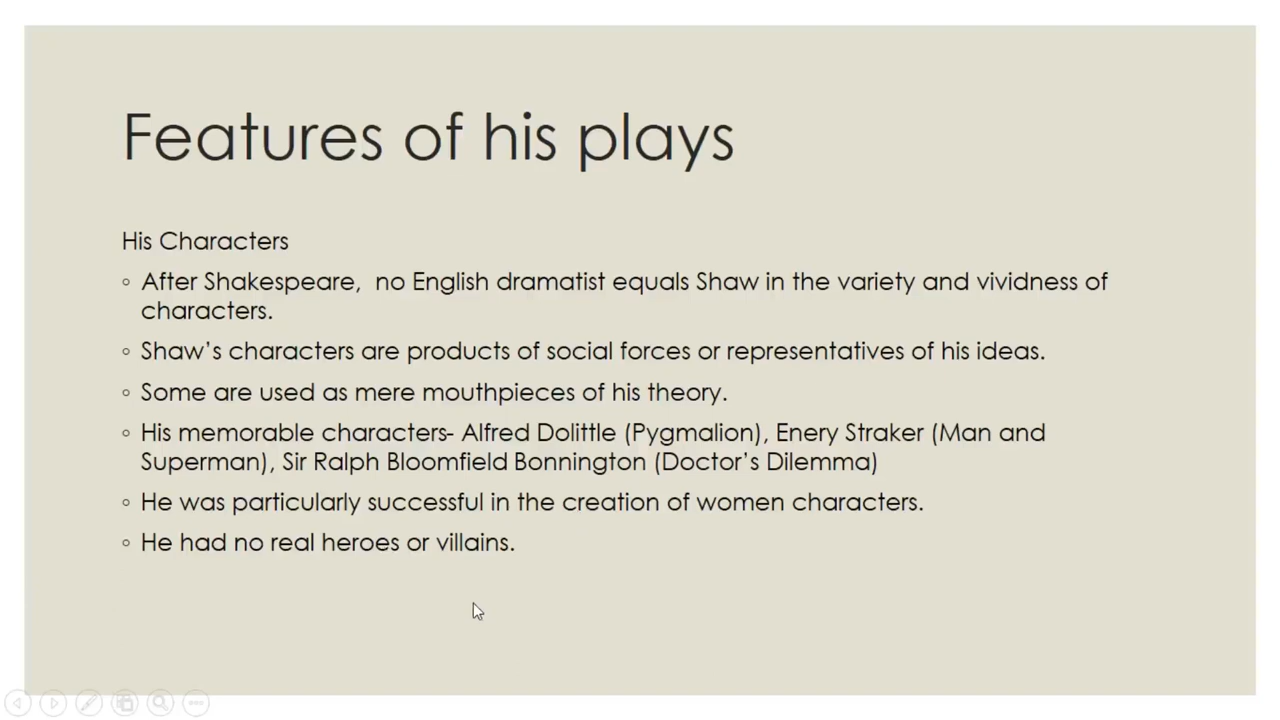 Features of his plays
His Characters
◦ After Shakespeare,  no English dramatist equals Shaw in the variety and vividness of
characters.
◦ Shaw’s characters are products of social forces or representatives of his ideas.
◦ Some are used as mere mouthpieces of his theory.
◦ His memorable characters- Alfred Dolittle (Pygmalion), Enery Straker (Man and
Superman), Sir Ralph Bloomfield Bonnington (Doctor’s Dilemma)
◦ He was particularly successful in the creation of women characters.
◦ He had no real heroes or villains.